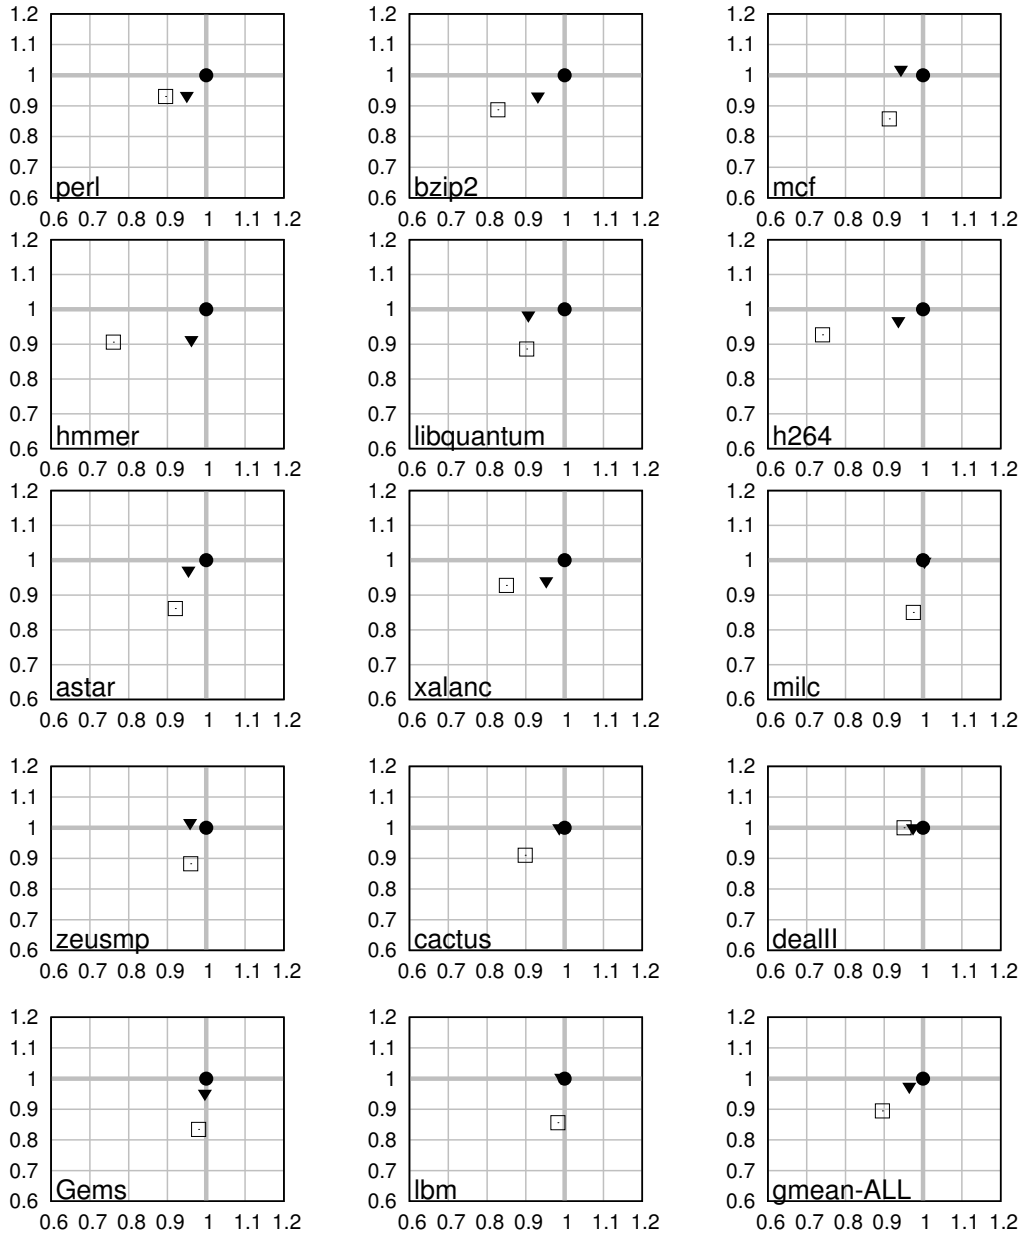 1.2 1.2 1.2
1.1 1.1 1.1
1 1 1
0.9 0.9 0.9
0.8 0.8 0.8
0.7 0.7 0.7
perl bzip2 mcf
0.6 0.6 0.6
0.6 0.7 0.8 0.9 1 1.1 1.2 0.6 0.7 0.8 0.9 1 1.1 1.2 0.6 0.7 0.8 0.9 1 1.1 1.2
1.2 1.2 1.2
1.1 1.1 1.1
1 1 1
0.9 0.9 0.9
0.8 0.8 0.8
0.7 0.7 0.7
hmmer libquantum h264
0.6 0.6 0.6
0.6 0.7 0.8 0.9 1 1.1 1.2 0.6 0.7 0.8 0.9 1 1.1 1.2 0.6 0.7 0.8 0.9 1 1.1 1.2
1.2 1.2 1.2
1.1 1.1 1.1
1 1 1
0.9 0.9 0.9
0.8 0.8 0.8
0.7 0.7 0.7
astar xalanc milc
0.6 0.6 0.6
0.6 0.7 0.8 0.9 1 1.1 1.2 0.6 0.7 0.8 0.9 1 1.1 1.2 0.6 0.7 0.8 0.9 1 1.1 1.2
1.2 1.2 1.2
1.1 1.1 1.1
1 1 1
0.9 0.9 0.9
0.8 0.8 0.8
0.7 0.7 0.7
zeusmp cactus dealII
0.6 0.6 0.6
0.6 0.7 0.8 0.9 1 1.1 1.2 0.6 0.7 0.8 0.9 1 1.1 1.2 0.6 0.7 0.8 0.9 1 1.1 1.2
1.2 1.2 1.2
1.1 1.1 1.1
1 1 1
0.9 0.9 0.9
0.8 0.8 0.8
0.7 0.7 0.7
Gems lbm gmean-ALL
0.6 0.6 0.6
0.6 0.7 0.8 0.9 1 1.1 1.2 0.6 0.7 0.8 0.9 1 1.1 1.2 0.6 0.7 0.8 0.9 1 1.1 1.2